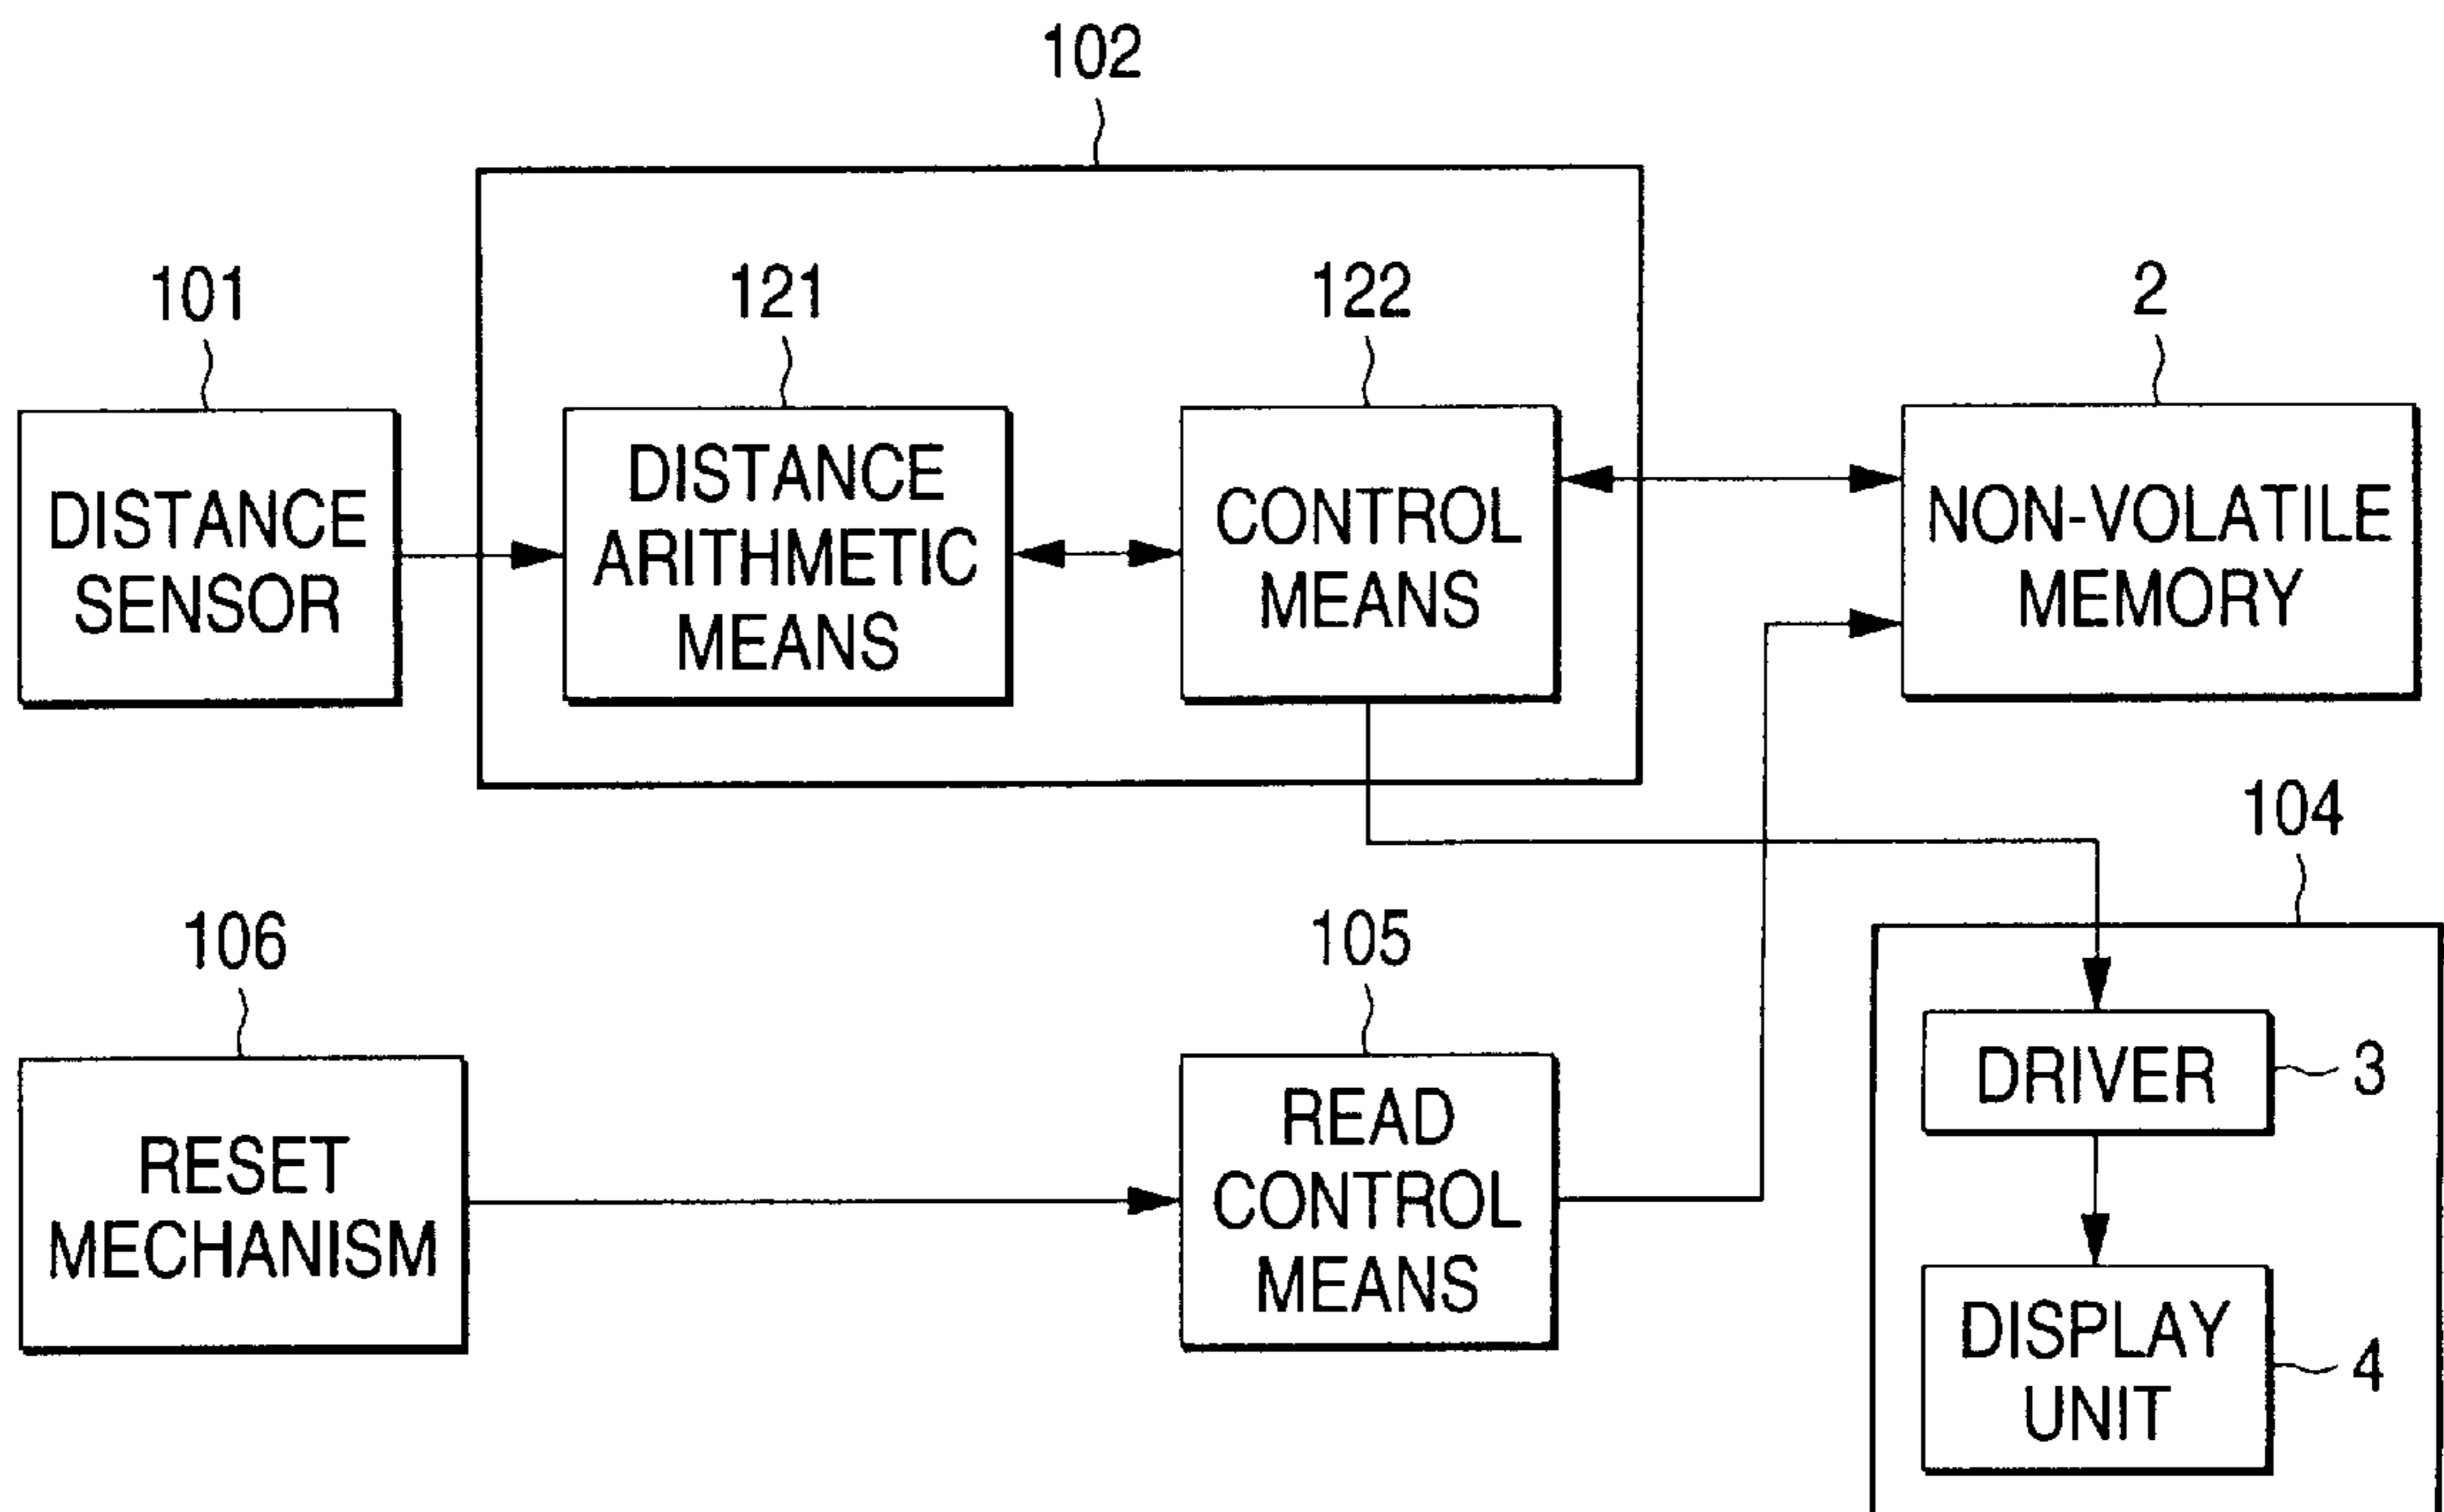 102
101
121
122
2
DISTANCE
SENSOR
DISTANCE
ARITHMETIC
MEANS
CONTROL
MEANS
NON-VOLATILE
MEMORY
104
106
105
RESET
MECHANISM
READ
CONTROL
MEANS
DRIVER
3
DISPLAY
UNIT
4